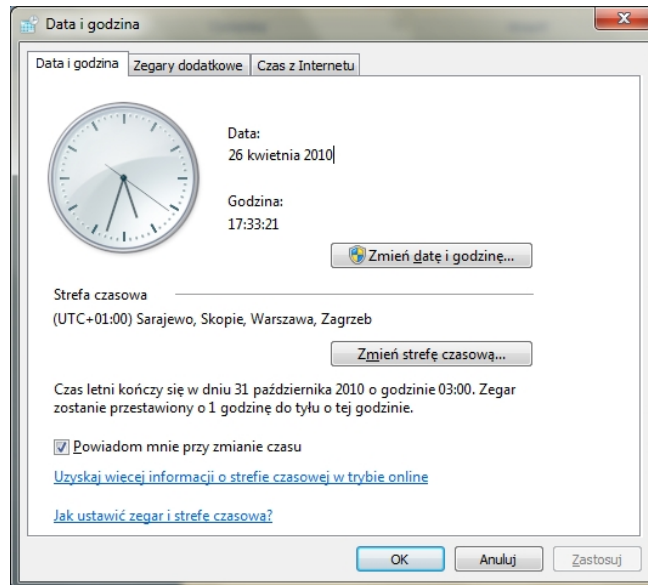 Data i godzina
Data i godzina
Zegary dodatkowe
Czas z Internetu
Data:
26 kwietnia 2010
Godzina:
17:33:21
Zmień datę i godzinę...
Strefa czasowa
(UTC+01:00) Sarajewo, Skopie, Warszawa, Zagrzeb
Zmień strefę czasową...
Czas letni kończy się w dniu 31 października 2010 o godzinie 03:00. Zegar
zostanie przestawiony o 1 godzinę do tyłu o tej godzinie.
Powiadom mnie przy zmianie czasu
Uzyskaj wiecej informacji o strefie czasowej w trybie online
Jak ustawić zegar i strefe czasowa?
OK
Anuluj
Zastosuj